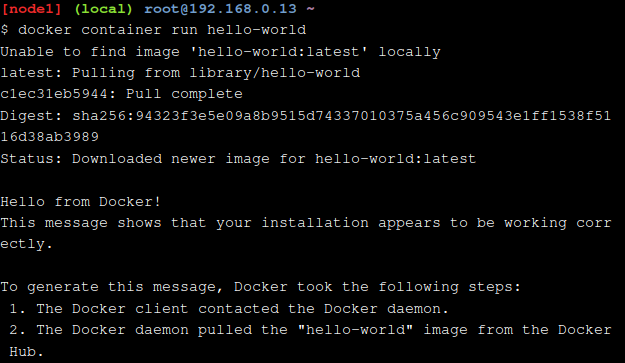 [node1] (local) root@192.168.0.13 ~
$ docker container run hello-world
Unable to find image 'hello-world:latest' locally
latest: Pulling from library/hello-world
c1ec31eb5944: Pull complete
Digest: sha256:94323f3e5e09a8b9515d74337010375a456c909543e1ff1538f51
16d38ab3989
Status: Downloaded newer image for hello-world:latest
Hello from Docker!
This message shows that your installation appears to be working corr
ectly.
To generate this message, Docker took the following steps:
1. The Docker client contacted the Docker daemon.
2. The Docker daemon pulled the "hello-world" image from the Docker
Hub.